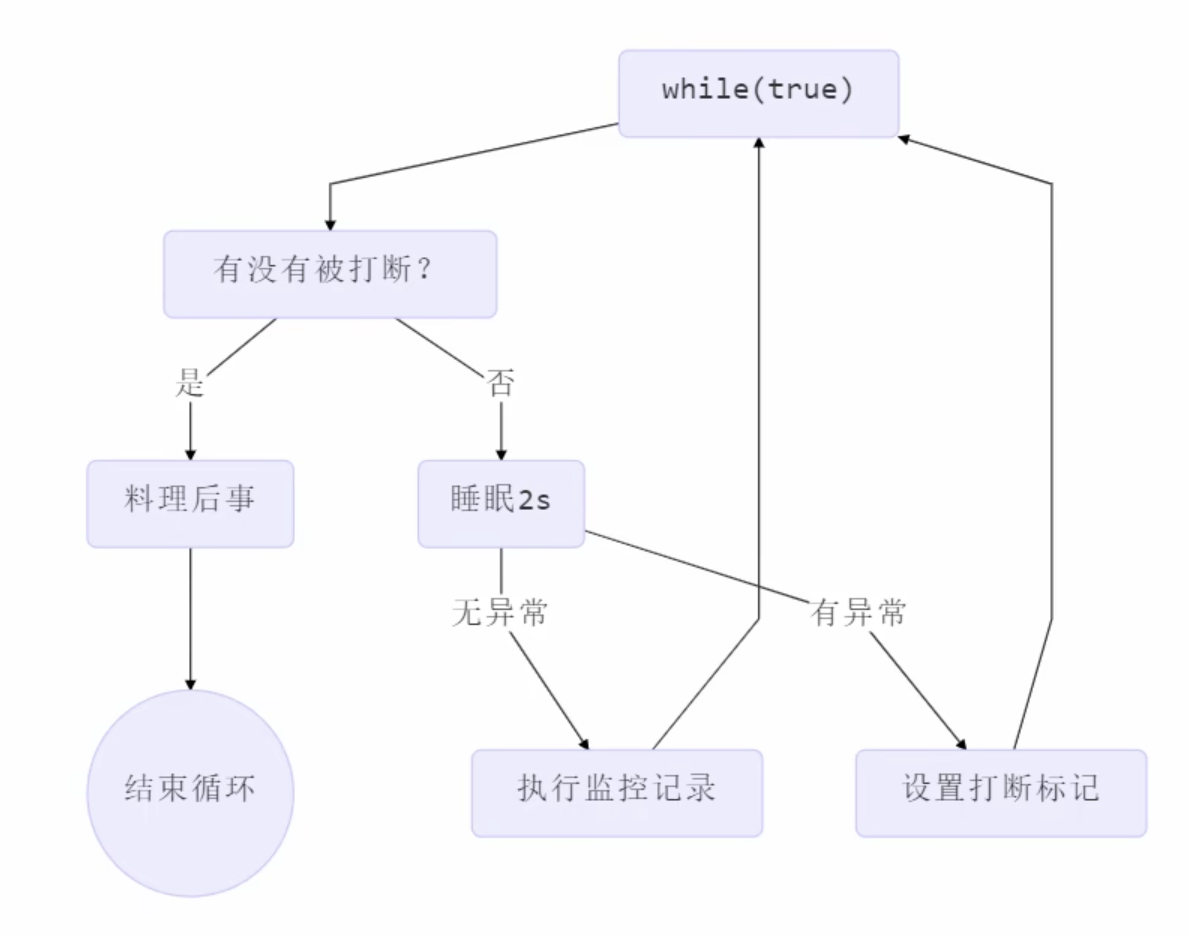 while(true)
有没有被打断？
是
否
料理后事
睡眠2s
无异常
有异常
结束循环
执行监控记录
设置打断标记